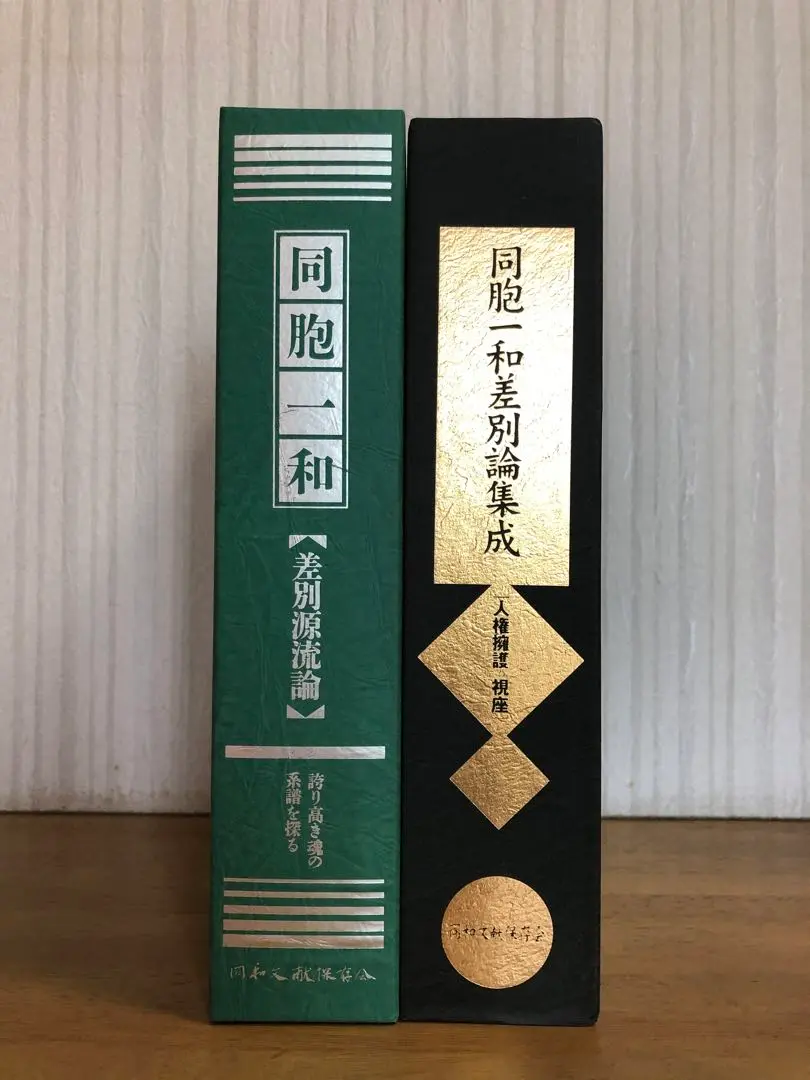 同胞一和
【差別源流論】
誇り高き魂の
系譜を探る
同和文献保存会
同胞一和差別論集成
人権擁護 視座
同和文献保存会